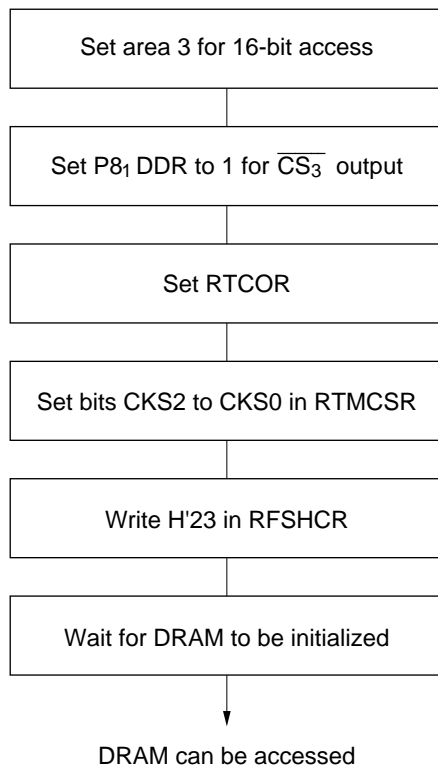 Set area 3 for 16-bit access
Set P8₁ DDR to 1 for C̅S̅₃̅ output
Set RTCOR
Set bits CKS2 to CKS0 in RTMCSR
Write H'23 in RFSHCR
Wait for DRAM to be initialized
DRAM can be accessed